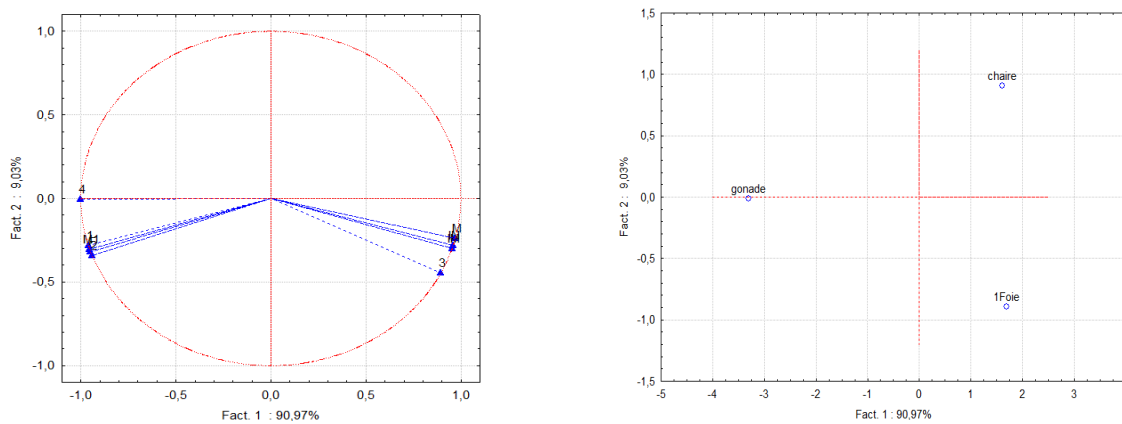 1,0
0,5
0,0
-0,5
-1,0
Fact. 2 : 9,03%
4
1
M
M
3
-1,0 -0,5 0,0 0,5 1,0
Fact. 1 : 90,97%
1,5
1,0
0,5
0,0
-0,5
-1,0
-1,5
Fact. 2 : 9,03%
chaire
gonade
1Foie
-5 -4 -3 -2 -1 0 1 2 3
Fact. 1 : 90,97%